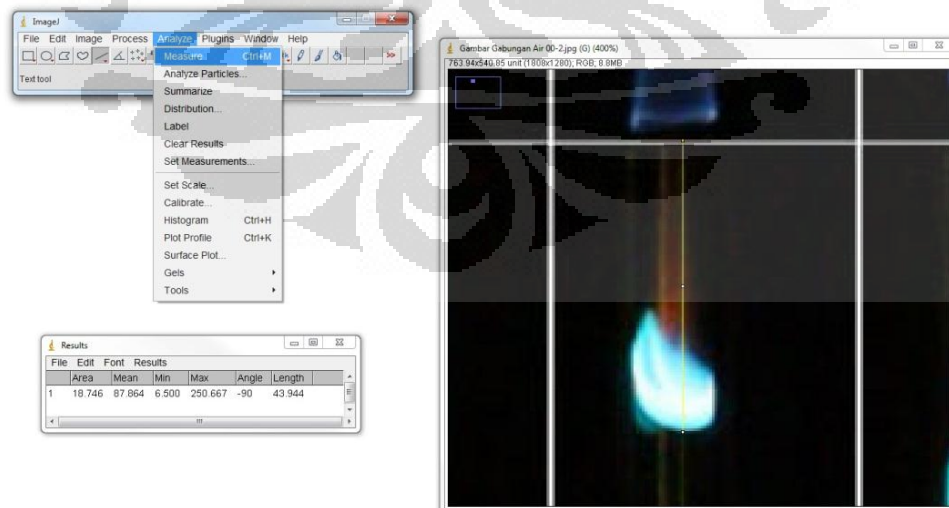 ImageJ
File Edit Image Process Analyze Plugins Window Help
Text tool
Measure... Ctrl+M
Analyze Particles...
Summarize
Distribution...
Label
Clear Results
Set Measurements...
Set Scale...
Calibrate...
Histogram Ctrl+H
Plot Profile Ctrl+K
Surface Plot...
Gels
Tools
Results
File Edit Font Results
Area Mean Min Max Angle Length
1 18.746 87.864 6.500 250.667 -90 43.944
Gambar Gabungan Air 00-2.jpg (G) (400%)
763.94x540.85 unit (1808x1280); RGB; 8.8MB